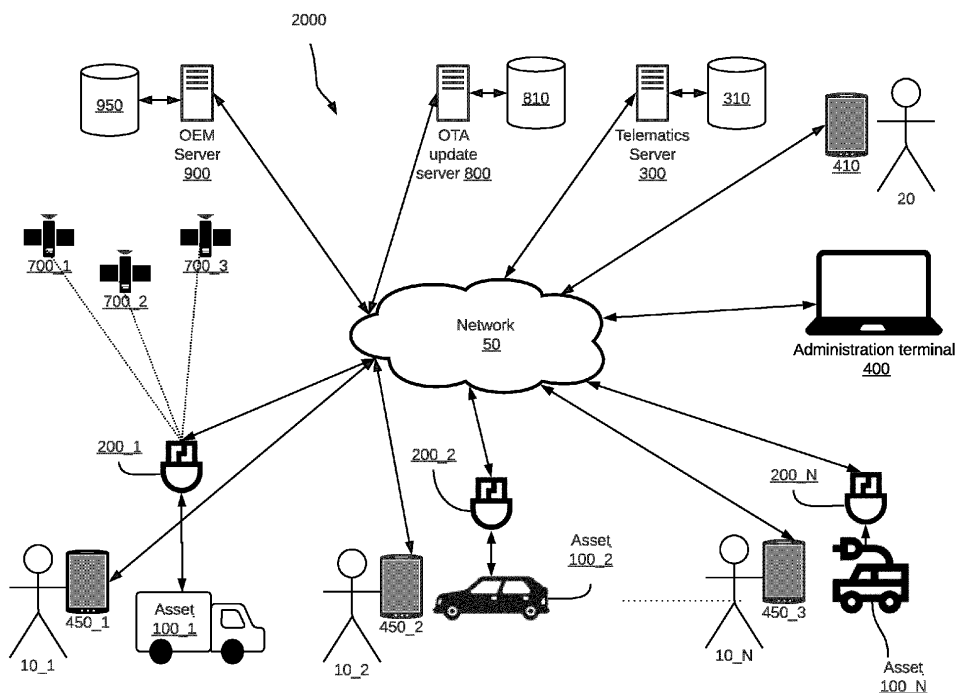 2000
950
OEM
Server
900
OTA
update
server 800
810
Telematics
Server
300
310
410
20
700_1
700_2
700_3
Network
50
Administration terminal
400
200_1
200_2
200_N
10_1
450_1
Asset
100_1
10_2
450_2
Asset
100_2
10_N
450_3
Asset
100_N